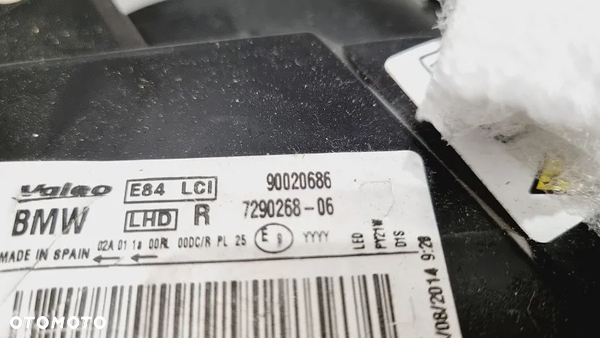 Valeo E84 LCI 90020686
BMW LHD R 7290268-06
MADE IN SPAIN 02A 01 1a 00RL 00DC/R PL 25 E 9 YYYY
LED
PY21W
D1S
/08/2014 9:28
OTOMOTO